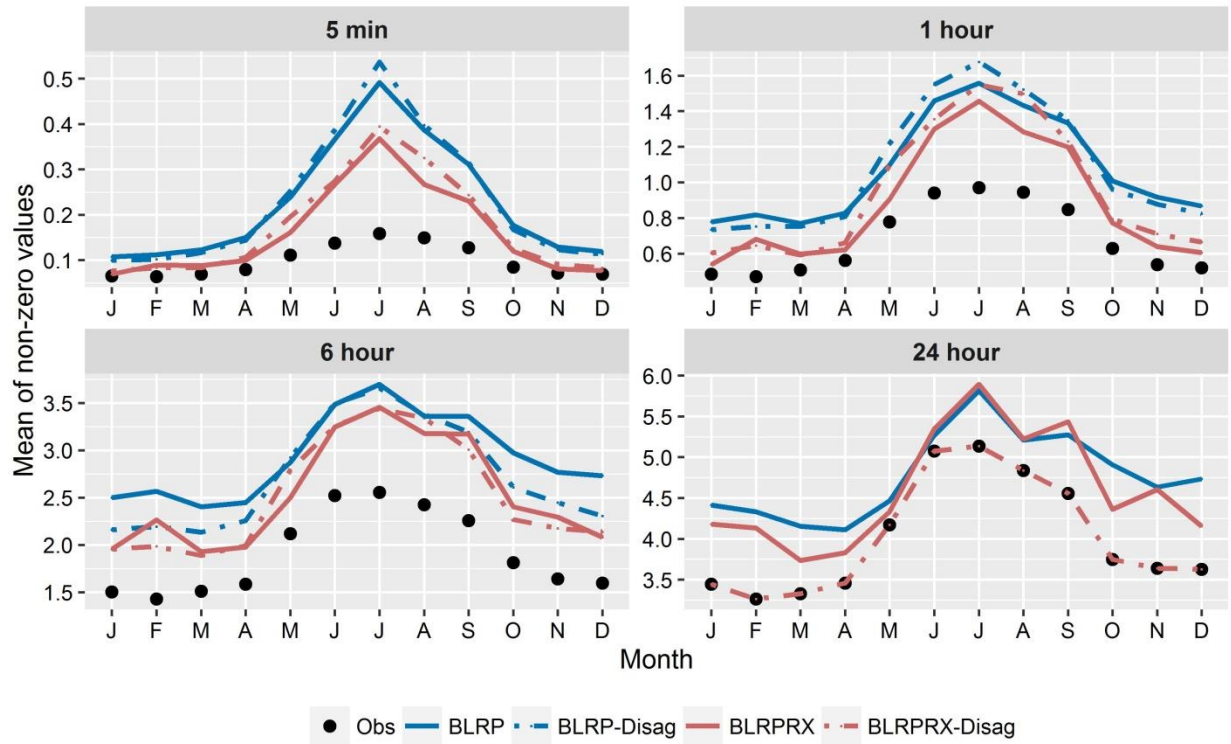 5 min
1 hour
0.5
0.4
0.3
0.2
0.1
1.6
1.4
1.2
1.0
0.8
0.6
J F M A M J J A S O N D
J F M A M J J A S O N D
6 hour
24 hour
3.5
3.0
2.5
2.0
1.5
6.0
5.5
5.0
4.5
4.0
3.5
J F M A M J J A S O N D
J F M A M J J A S O N D
Mean of non-zero values
Month
Obs BLRP BLRP-Disag BLRPRX BLRPRX-Disag